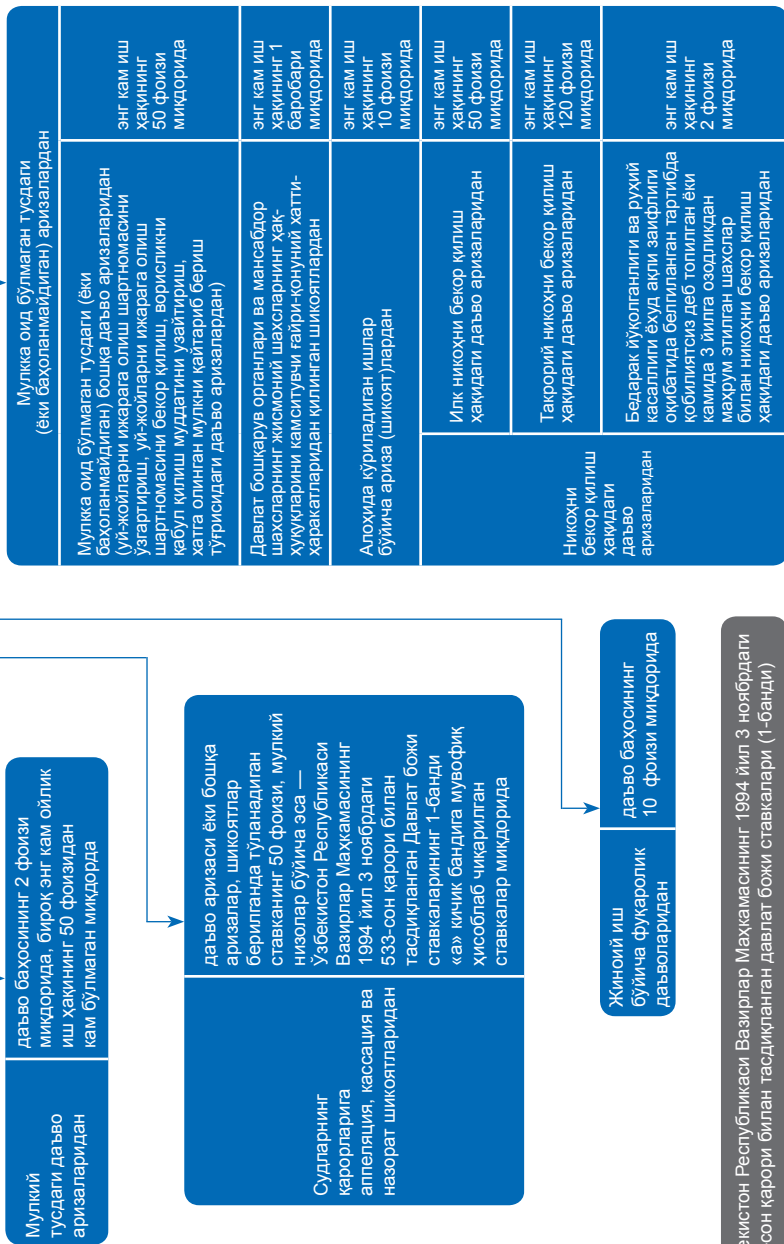 Мулкий
тусдаги даъво
аризаларидан
даъво баҳосининг 2 фоизи
миқдорида, бироқ энг кам ойлик
иш ҳақининг 50 фоизидан
кам бўлмаган миқдорда
Судларнинг
қарорларига
аппеляция, кассация ва
назорат шикоятларидан
даъво аризаси ёки бошқа
аризалар, шикоятлар
берилганда тўланадиган
ставканинг 50 фоизи, мулкий
низолар бўйича эса —
Ўзбекистон Республикаси
Вазирлар Маҳкамасининг
1994 йил 3 ноябрдаги
533-сон қарори билан
тасдиқланган Давлат божи
ставкаларининг 1-банди
«а» кичик бандига мувофиқ
ҳисоблаб чиқарилган
ставкалар миқдорида
Жиноий иш
бўйича фуқаролик
даъволаридан
даъво баҳосининг
10 фоизи миқдорида
Мулкка оид бўлмаган тусдаги
(ёки баҳоланмайдиган) аризалардан
Мулкка оид бўлмаган тусдаги (ёки
баҳоланмайдиган) бошқа даъво аризаларидан
(уй-жойларни ижарага олиш шартномасини
ўзгартириш, уй-жойларни ижарага олиш
шартномасини бекор қилиш, ворисликни
қабул қилиш муддатини узайтириш,
хатга олинган мулкни қайтариб бериш
тўғрисидаги даъво аризалардан)
энг кам иш
ҳақининг
50 фоизи
миқдорида
Давлат бошқарув органлари ва мансабдор
шахсларнинг жисмоний шахсларнинг ҳақ-
ҳуқуқларини камситувчи ғайри-қонуний хатти-
ҳаракатларидан қилинган шикоятлардан
энг кам иш
ҳақининг 1
баробари
миқдорида
Алоҳида кўриладиган ишлар
бўйича ариза (шикоят)лардан
энг кам иш
ҳақининг
10 фоизи
миқдорида
Никоҳни
бекор қилиш
ҳақидаги
даъво
аризаларидан
Илк никоҳни бекор қилиш
ҳақидаги даъво аризаларидан
энг кам иш
ҳақининг
50 фоизи
миқдорида
Такрорий никоҳни бекор қилиш
ҳақидаги даъво аризаларидан
энг кам иш
ҳақининг
120 фоизи
миқдорида
Бедарак йўқолганлиги ва руҳий
касаллиги ёхуд ақли заифлиги
оқибатида белгиланган тартибда
қобилиятсиз деб топилган ёки
камида 3 йилга озодликдан
маҳрум этилган шахслар
билан никоҳни бекор қилиш
ҳақидаги даъво аризаларидан
энг кам иш
ҳақининг
2 фоизи
миқдорида
екистон Республикаси Вазирлар Маҳкамасининг 1994 йил 3 ноябрдаги
сон қарори билан тасдиқланган давлат божи ставкалари (1-банди)